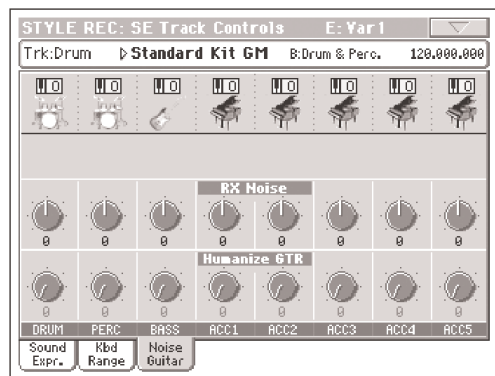 STYLE REC: SE Track Controls E: Var1
Trk:Drum ▷Standard Kit GM B:Drum & Perc. 120.000.000
RX Noise
0 0 0 0 0 0 0 0
Humanize GTR
0 0 0 0 0 0 0 0
DRUM PERC BASS ACC1 ACC2 ACC3 ACC4 ACC5
Sound Expr.
Kbd Range
Noise Guitar